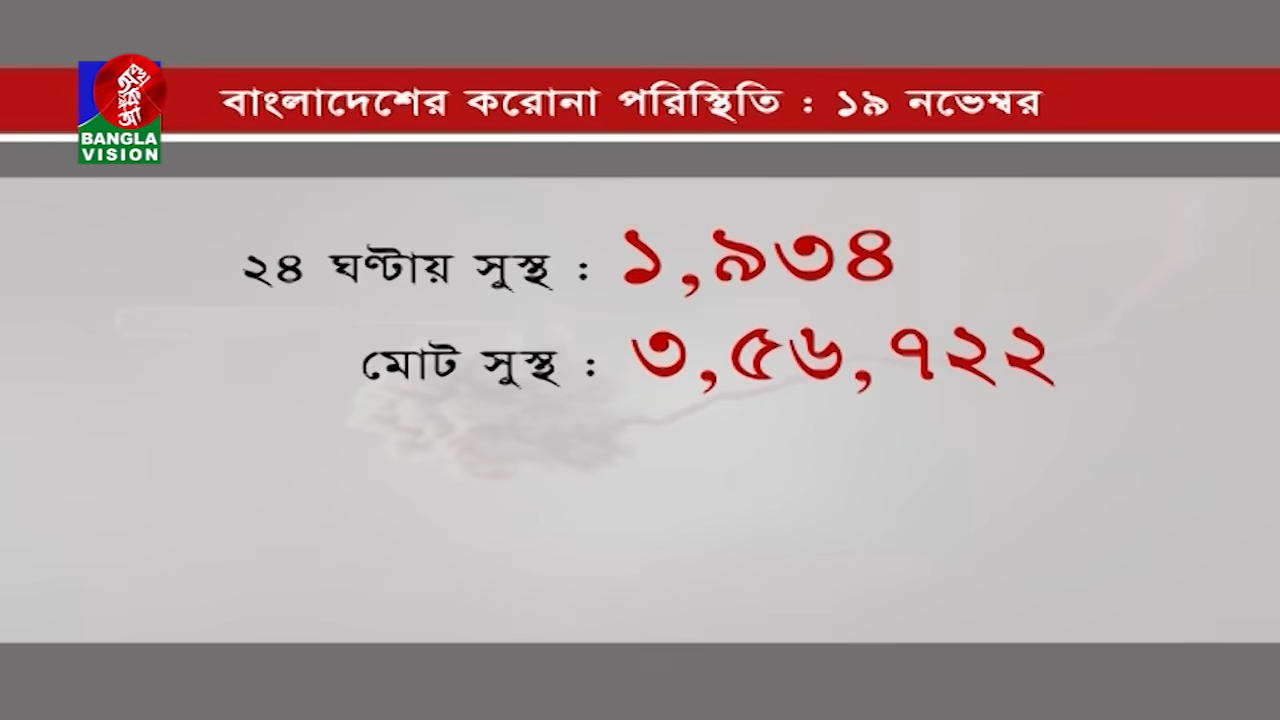 বাংলাদেশের করোনা পরিস্থিতি : ১৯ নভেম্বর
BANGLA
VISION
২৪ ঘণ্টায় সুস্থ : ১,৯৩৪
মোট সুস্থ : ৩,৫৬,৭২২